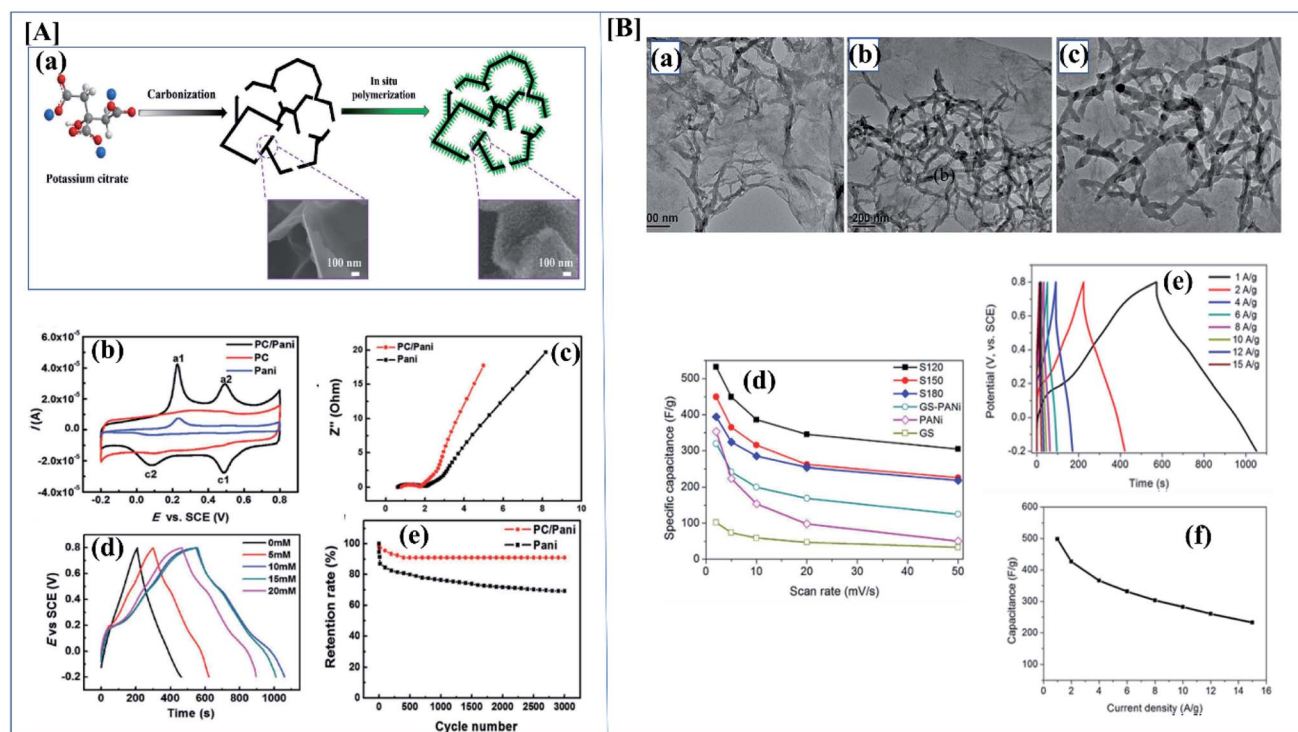 [A]
(a)
Carbonization
In situ
polymerization
Potassium citrate
100 nm
100 nm
(b)
PC/Pani
PC
Pani
a1
a2
c2
c1
I (A)
6.0x10⁻⁵
4.0x10⁻⁵
2.0x10⁻⁵
0.0
-2.0x10⁻⁵
-4.0x10⁻⁵
-0.2 0.0 0.2 0.4 0.6 0.8
E vs. SCE (V)
(c)
PC/Pani
Pani
Z'' (Ohm)
25
20
15
10
5
0
0 2 4 6 8 10
(d)
0mM
5mM
10mM
15mM
20mM
E vs SCE (V)
0.8
0.6
0.4
0.2
0.0
-0.2
0 200 400 600 800 1000
Time (s)
(e)
PC/Pani
Pani
Retention rate (%)
110
100
90
80
70
60
50
40
30
20
10
0
0 500 1000 1500 2000 2500 3000
Cycle number
[B]
(a)
00 nm
(b)
(b)
200 nm
(c)
(d)
S120
S150
S180
GS-PANi
PANi
GS
Specific capacitance (F/g)
500
400
300
200
100
0
0 10 20 30 40 50
Scan rate (mV/s)
(e)
1 A/g
2 A/g
4 A/g
6 A/g
8 A/g
10 A/g
12 A/g
15 A/g
Potential (V, vs. SCE)
0.8
0.4
0.0
0 200 400 600 800 1000
Time (s)
(f)
Capacitance (F/g)
600
500
400
300
200
100
2 4 6 8 10 12 14 16
Current density (A/g)